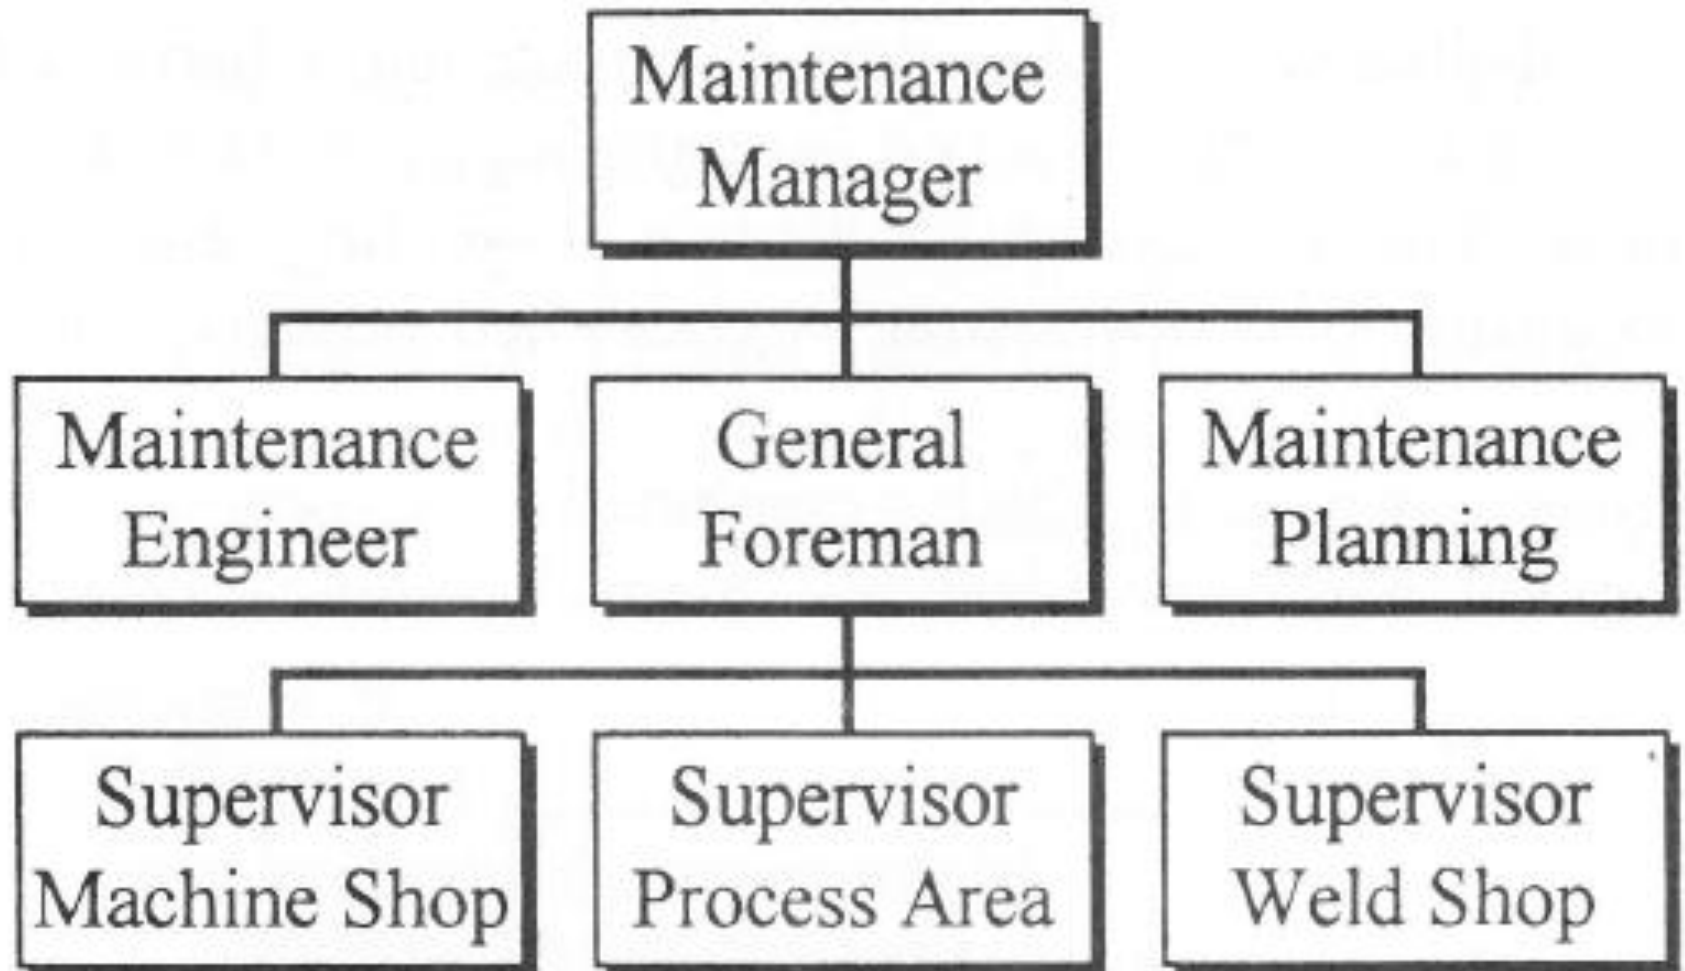 Maintenance
Manager
Maintenance
Engineer
General
Foreman
Maintenance
Planning
Supervisor
Machine Shop
Supervisor
Process Area
Supervisor
Weld Shop